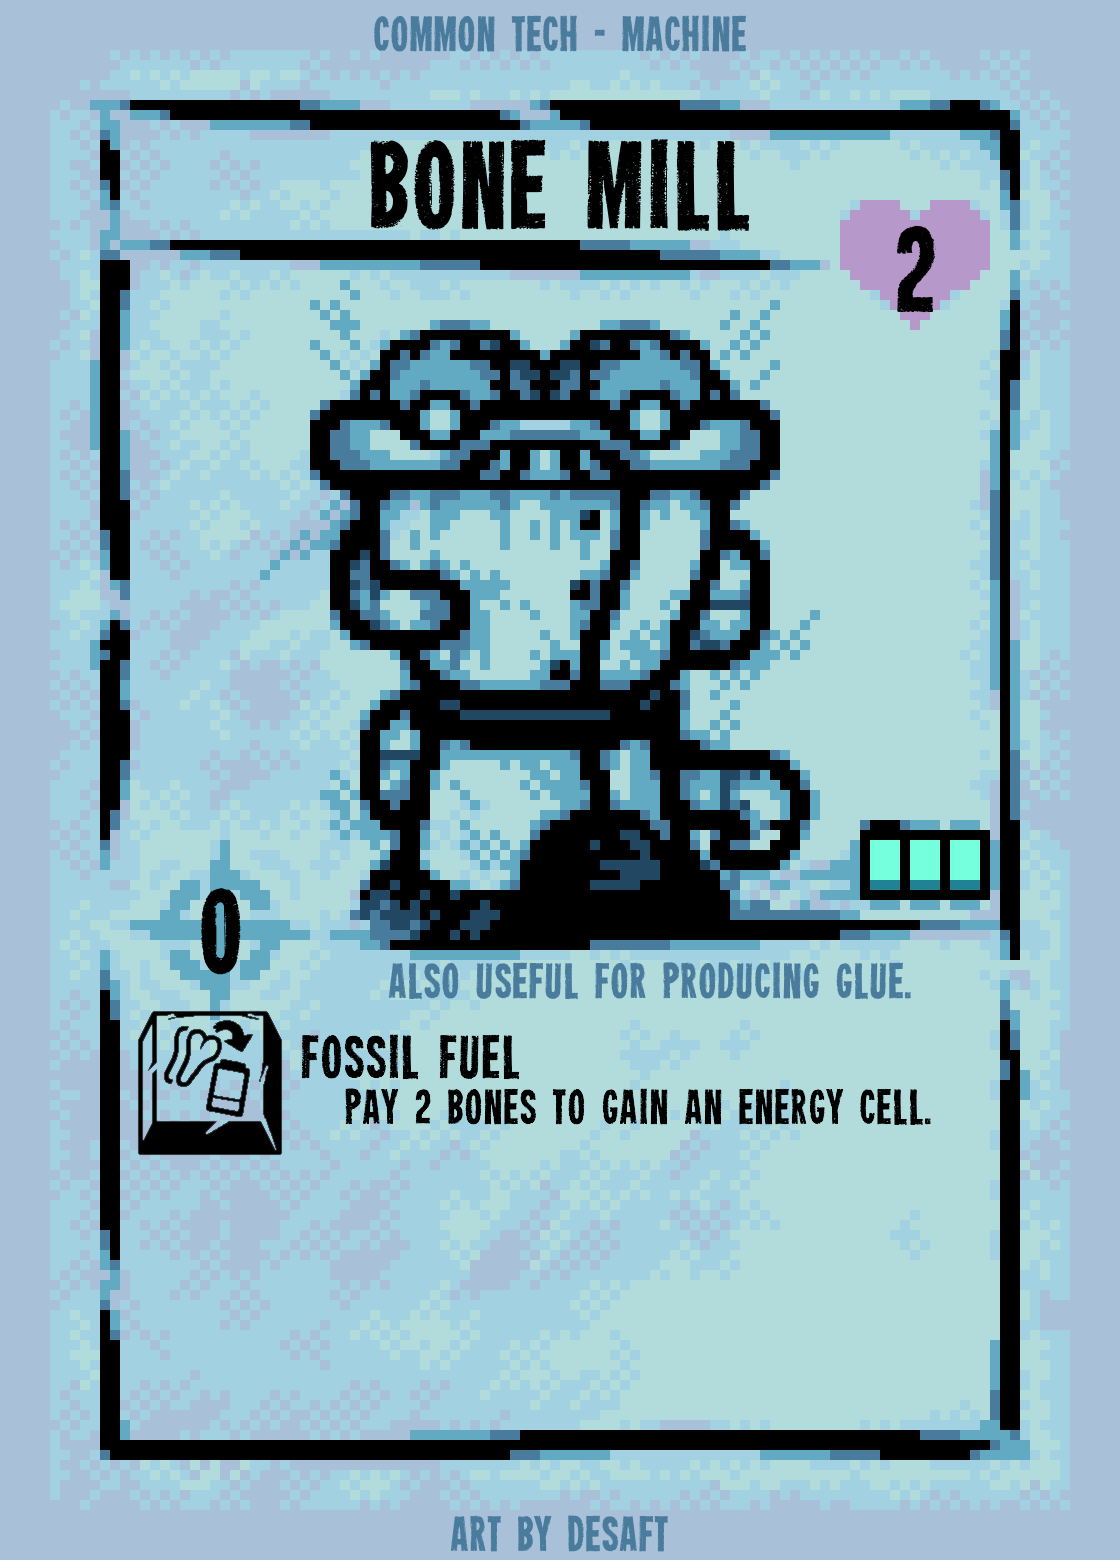 COMMON TECH - MACHINE
BONE MILL
2
0
ALSO USEFUL FOR PRODUCING GLUE.
FOSSIL FUEL
PAY 2 BONES TO GAIN AN ENERGY CELL.
ART BY DESAFT